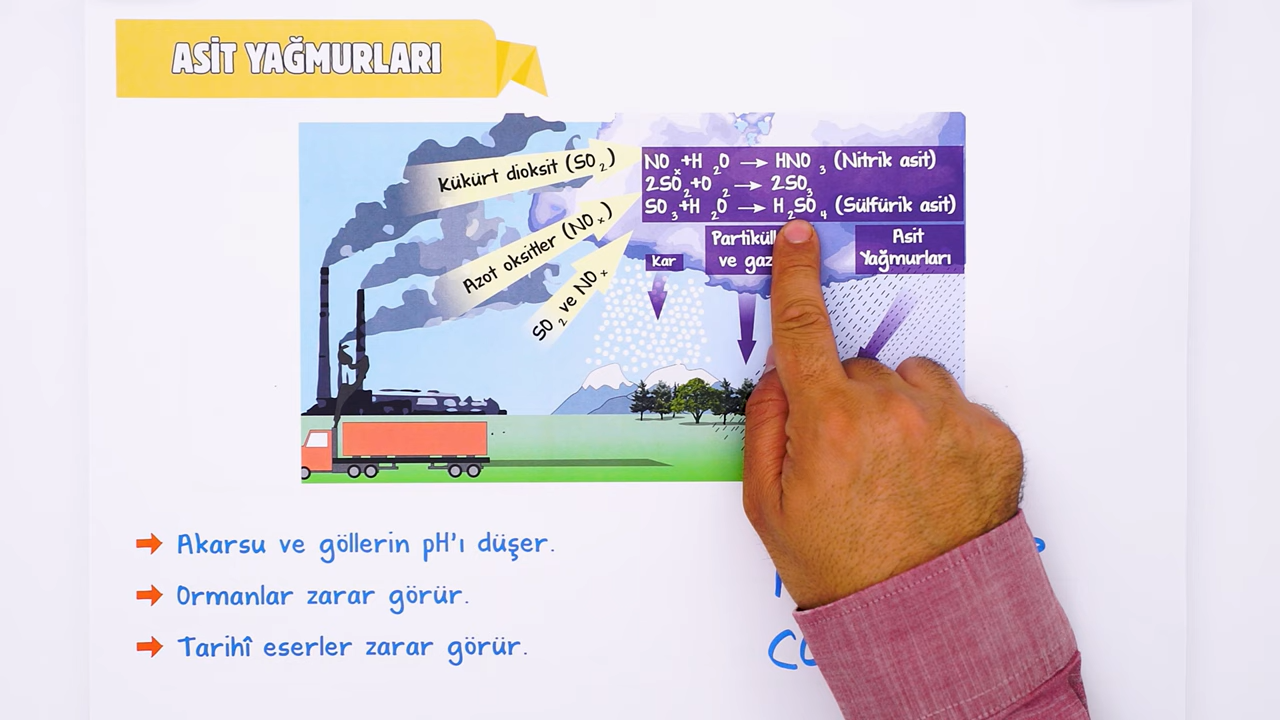 ASİT YAĞMURLARI
Kükürt dioksit (SO₂)
Azot oksitler (NOₓ)
SO₂ ve NOₓ
NOₓ+H₂O → HNO₃ (Nitrik asit)
2SO₂+O₂ → 2SO₃
SO₃+H₂O → H₂SO₄ (Sülfürik asit)
Kar
ve
Asit
Yağmurları
Akarsu ve göllerin pH'ı düşer.
Ormanlar zarar görür.
Tarihî eserler zarar görür.